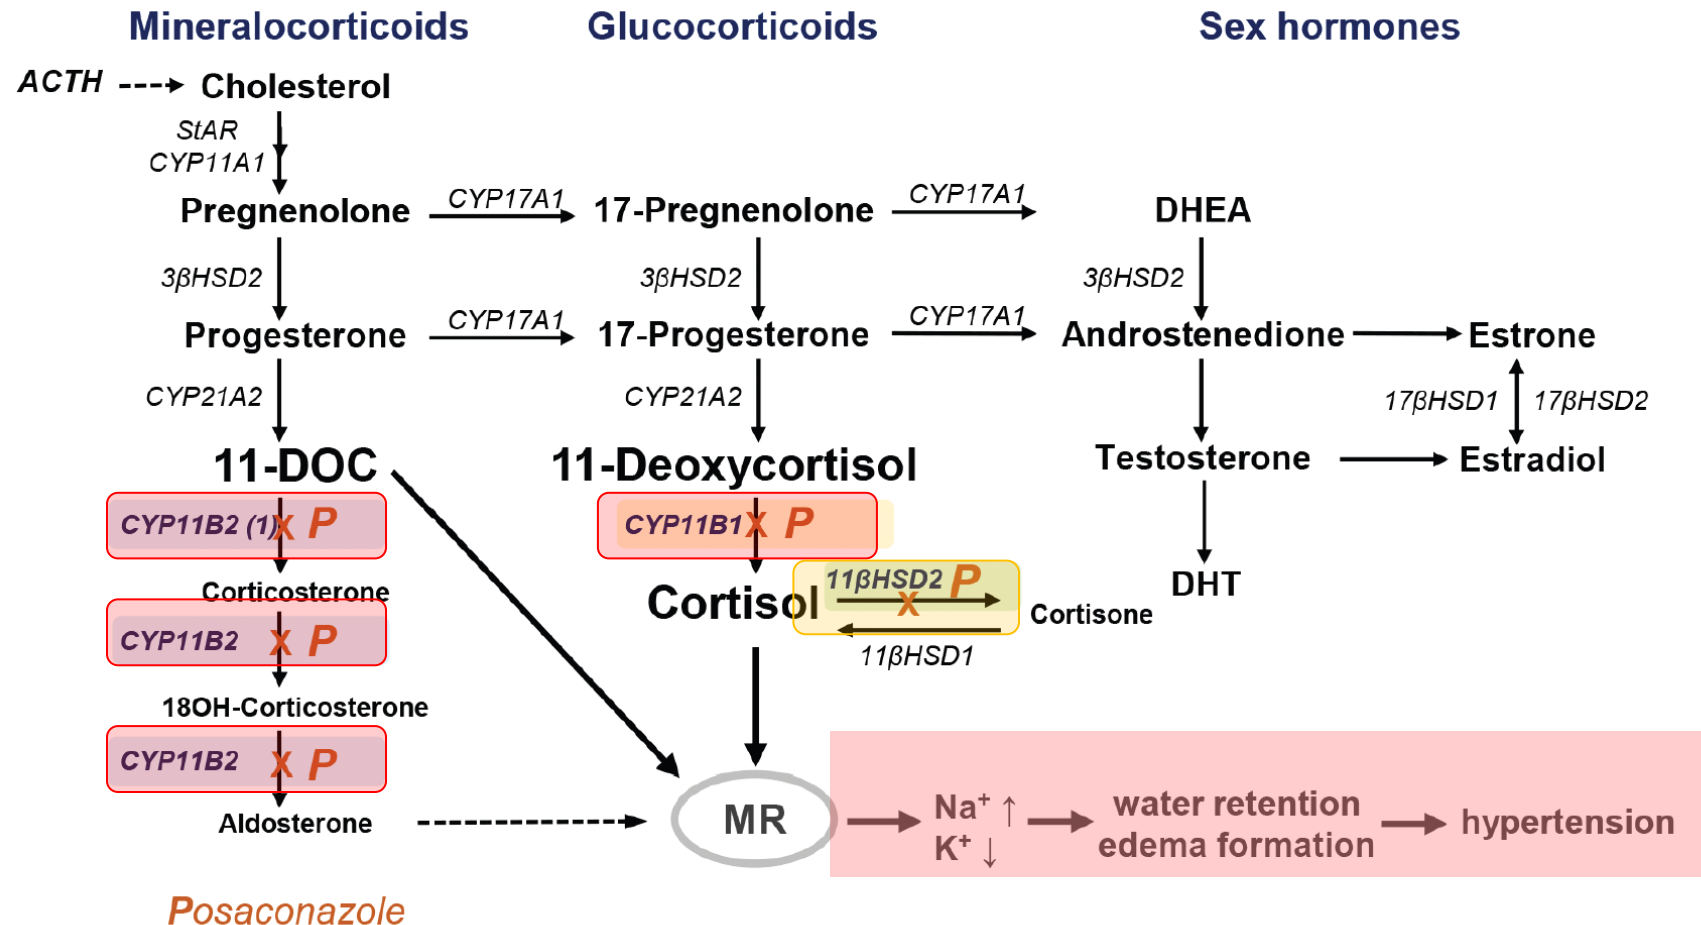 Mineralocorticoids Glucocorticoids Sex hormones
ACTH Cholesterol
StAR
CYP11A1
Pregnenolone CYP17A1 17-Pregnenolone CYP17A1 DHEA
3βHSD2 3βHSD2 3βHSD2
Progesterone CYP17A1 17-Progesterone CYP17A1 Androstenedione Estrone
CYP21A2 CYP21A2 17βHSD1 17βHSD2
11-DOC 11-Deoxycortisol Testosterone Estradiol
CYP11B2 (1) X P CYP11B1 X P
Corticosterone 11βHSD2 P DHT
X
Cortisol Cortisone
CYP11B2 X P 11βHSD1
18OH-Corticosterone
CYP11B2 X P
Aldosterone MR Na⁺ ↑ water retention hypertension
K⁺ ↓ edema formation
Posaconazole